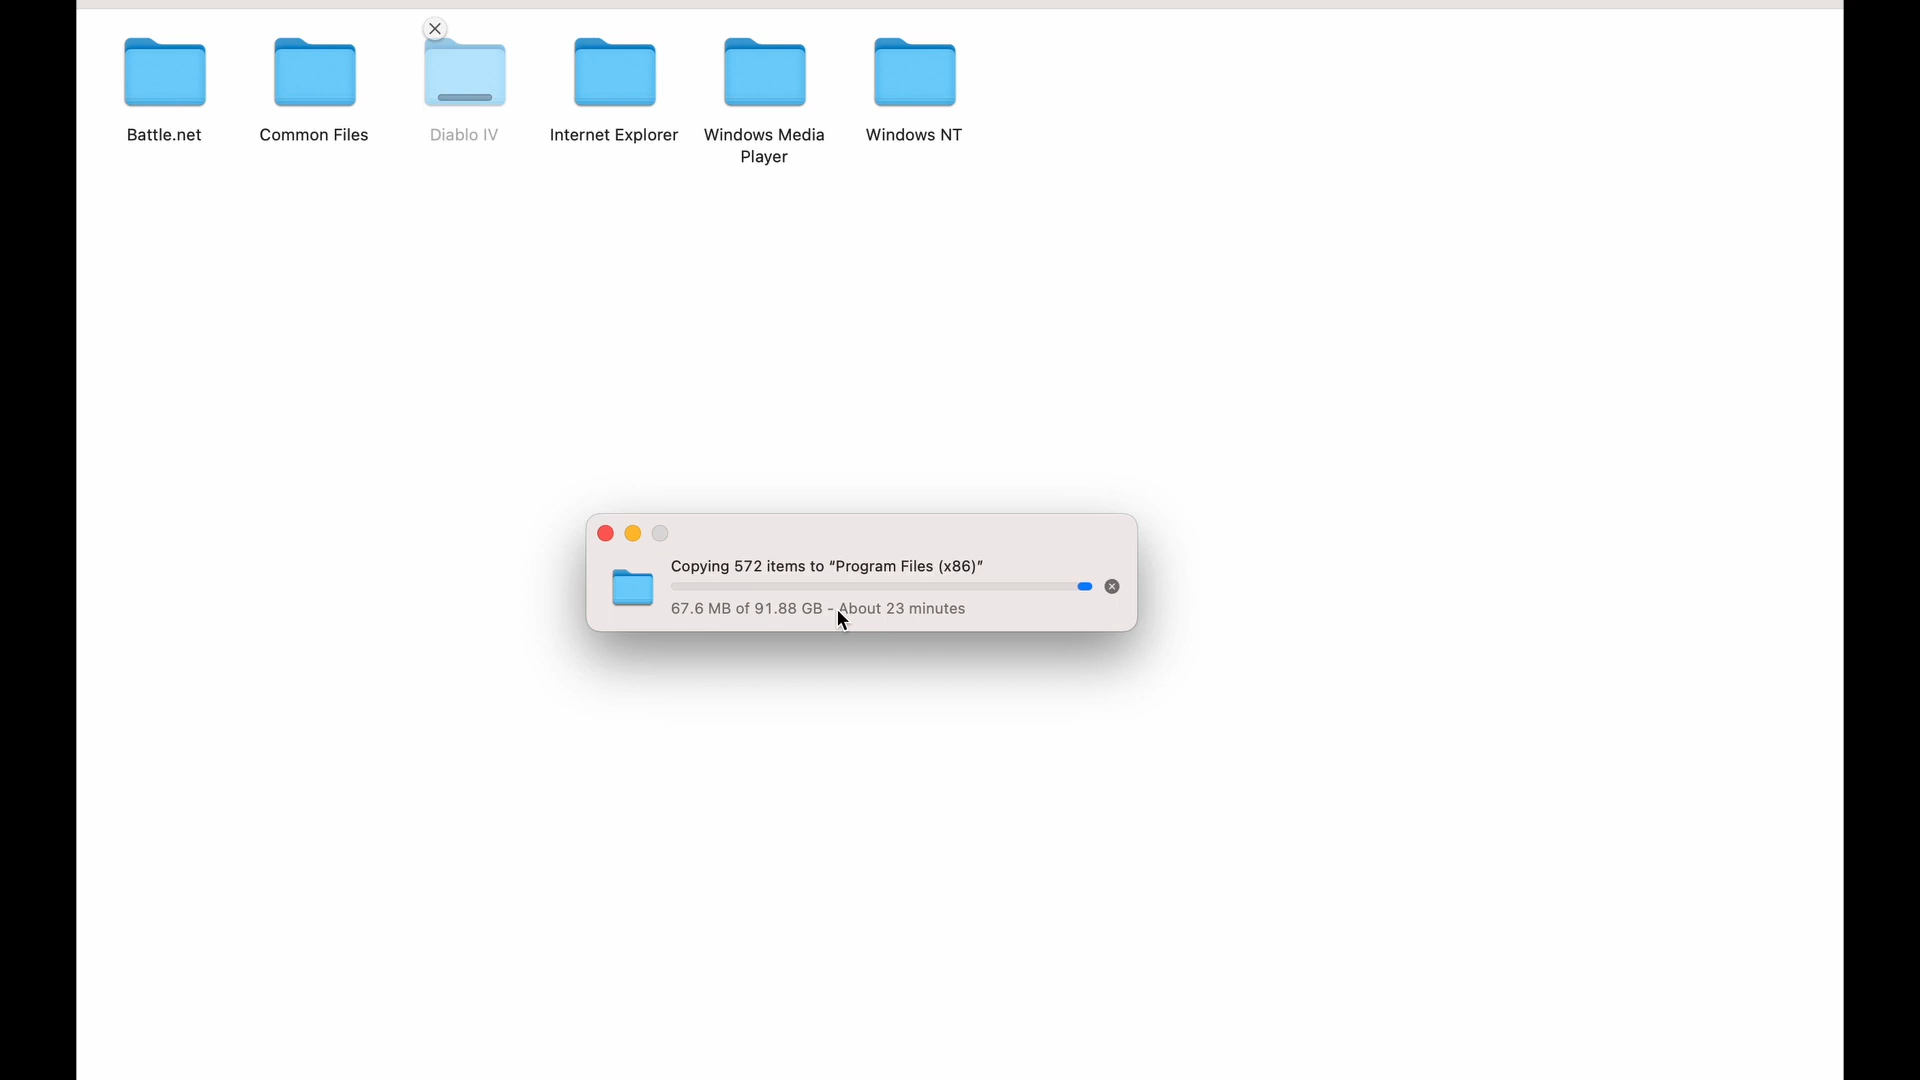 Battle.net
Common Files
Diablo IV
Internet Explorer
Windows Media
Player
Windows NT
Copying 572 items to “Program Files (x86)”
67.6 MB of 91.88 GB - About 23 minutes